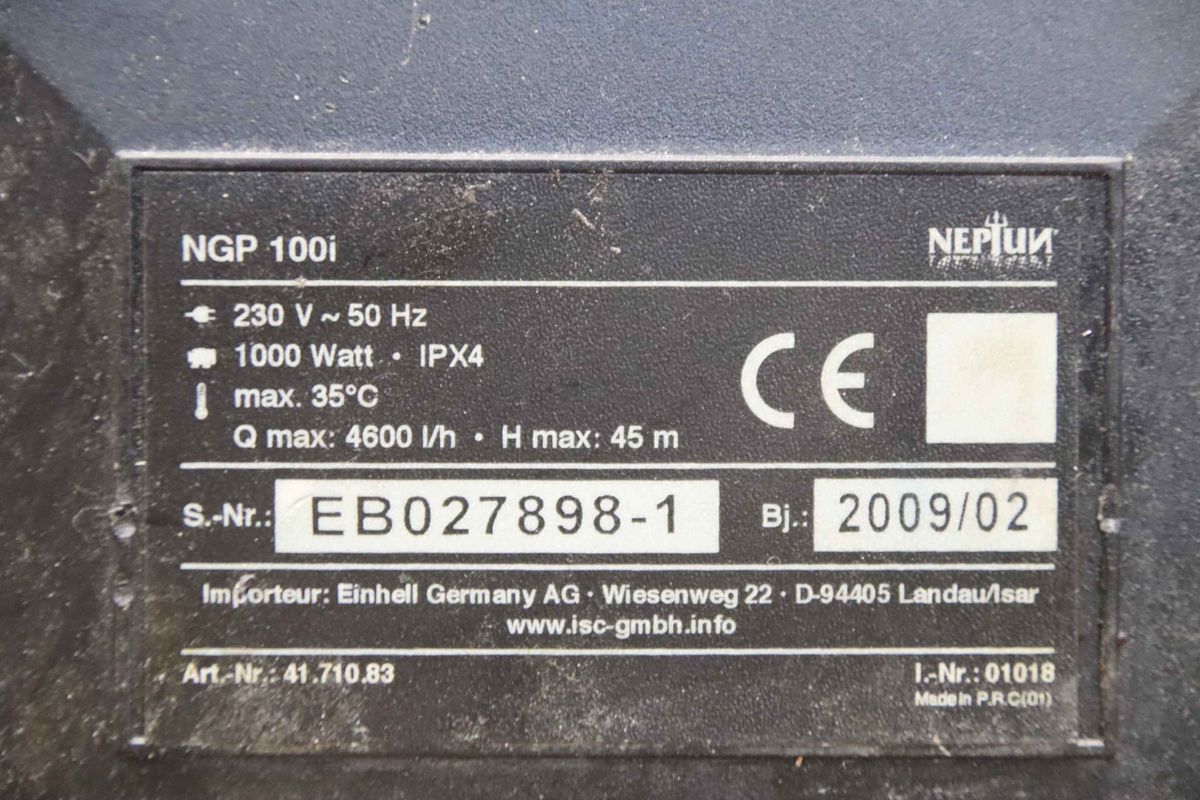 NGP 100i
NEPTUN
230 V ~ 50 Hz
1000 Watt · IPX4
max. 35°C
Q max: 4600 l/h · H max: 45 m
CE
S.-Nr.: EB027898-1 Bj.: 2009/02
Importeur: Einhell Germany AG · Wiesenweg 22 · D-94405 Landau/Isar
www.isc-gmbh.info
Art.-Nr.: 41.710.83 I.-Nr.: 01018
Made in P.R.C(01)